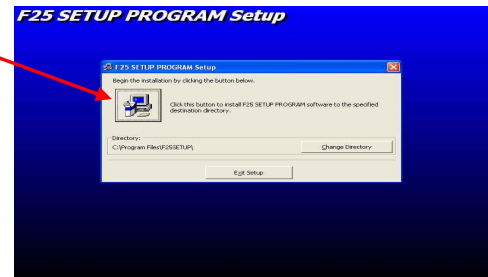 F25 SETUP PROGRAM Setup
F25 SETUP PROGRAM Setup
Begin the installation by clicking the button below.
Click this button to install F25 SETUP PROGRAM software to the specified
destination directory.
Directory:
C:\Program Files\F25SETUP\
Change Directory
Exit Setup